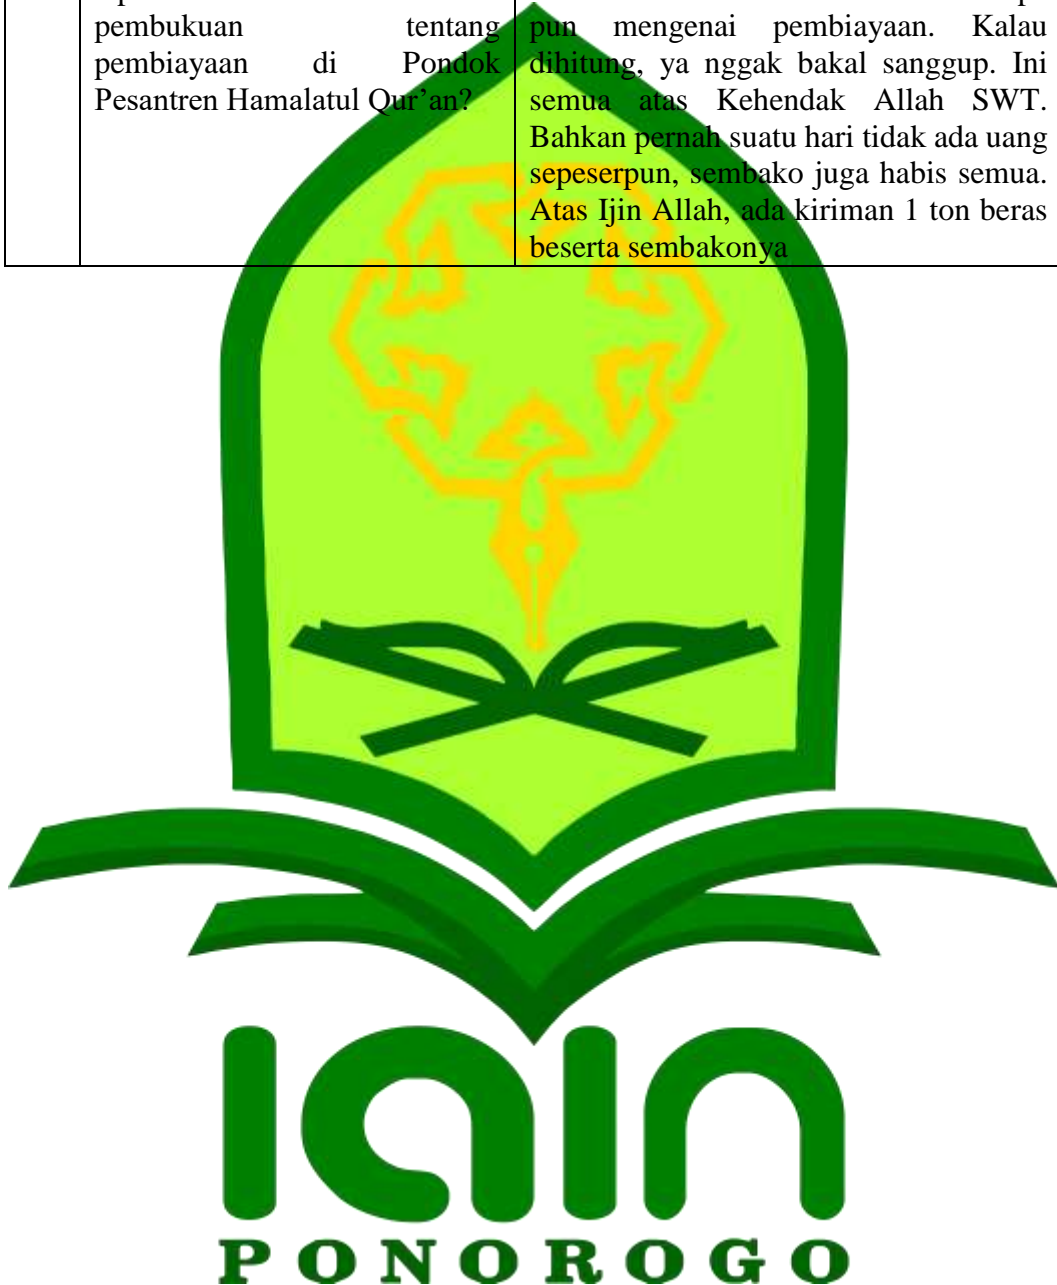 pembukuan tentang
pembiayaan di Pondok
Pesantren Hamalatul Qur’an?
pun mengenai pembiayaan. Kalau
dihitung, ya nggak bakal sanggup. Ini
semua atas Kehendak Allah SWT.
Bahkan pernah suatu hari tidak ada uang
sepeserpun, sembako juga habis semua.
Atas Ijin Allah, ada kiriman 1 ton beras
beserta sembakonya
iain
PONOROGO